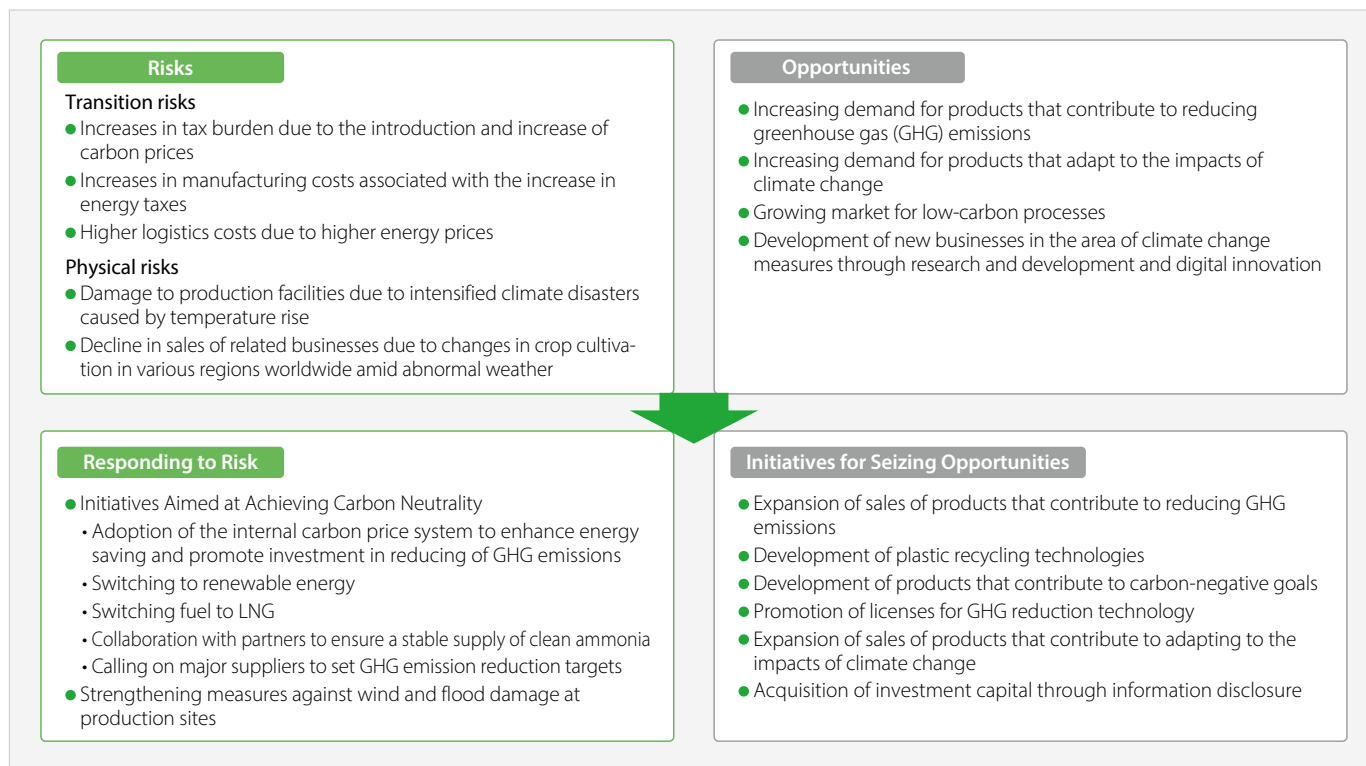 Risks
Transition risks
● Increases in tax burden due to the introduction and increase of
carbon prices
● Increases in manufacturing costs associated with the increase in
energy taxes
● Higher logistics costs due to higher energy prices
Physical risks
● Damage to production facilities due to intensified climate disasters
caused by temperature rise
● Decline in sales of related businesses due to changes in crop cultiva-
tion in various regions worldwide amid abnormal weather
Opportunities
● Increasing demand for products that contribute to reducing
greenhouse gas (GHG) emissions
● Increasing demand for products that adapt to the impacts of
climate change
● Growing market for low-carbon processes
● Development of new businesses in the area of climate change
measures through research and development and digital innovation
Responding to Risk
● Initiatives Aimed at Achieving Carbon Neutrality
• Adoption of the internal carbon price system to enhance energy
saving and promote investment in reducing of GHG emissions
• Switching to renewable energy
• Switching fuel to LNG
• Collaboration with partners to ensure a stable supply of clean ammonia
• Calling on major suppliers to set GHG emission reduction targets
● Strengthening measures against wind and flood damage at
production sites
Initiatives for Seizing Opportunities
● Expansion of sales of products that contribute to reducing GHG
emissions
● Development of plastic recycling technologies
● Development of products that contribute to carbon-negative goals
● Promotion of licenses for GHG reduction technology
● Expansion of sales of products that contribute to adapting to the
impacts of climate change
● Acquisition of investment capital through information disclosure